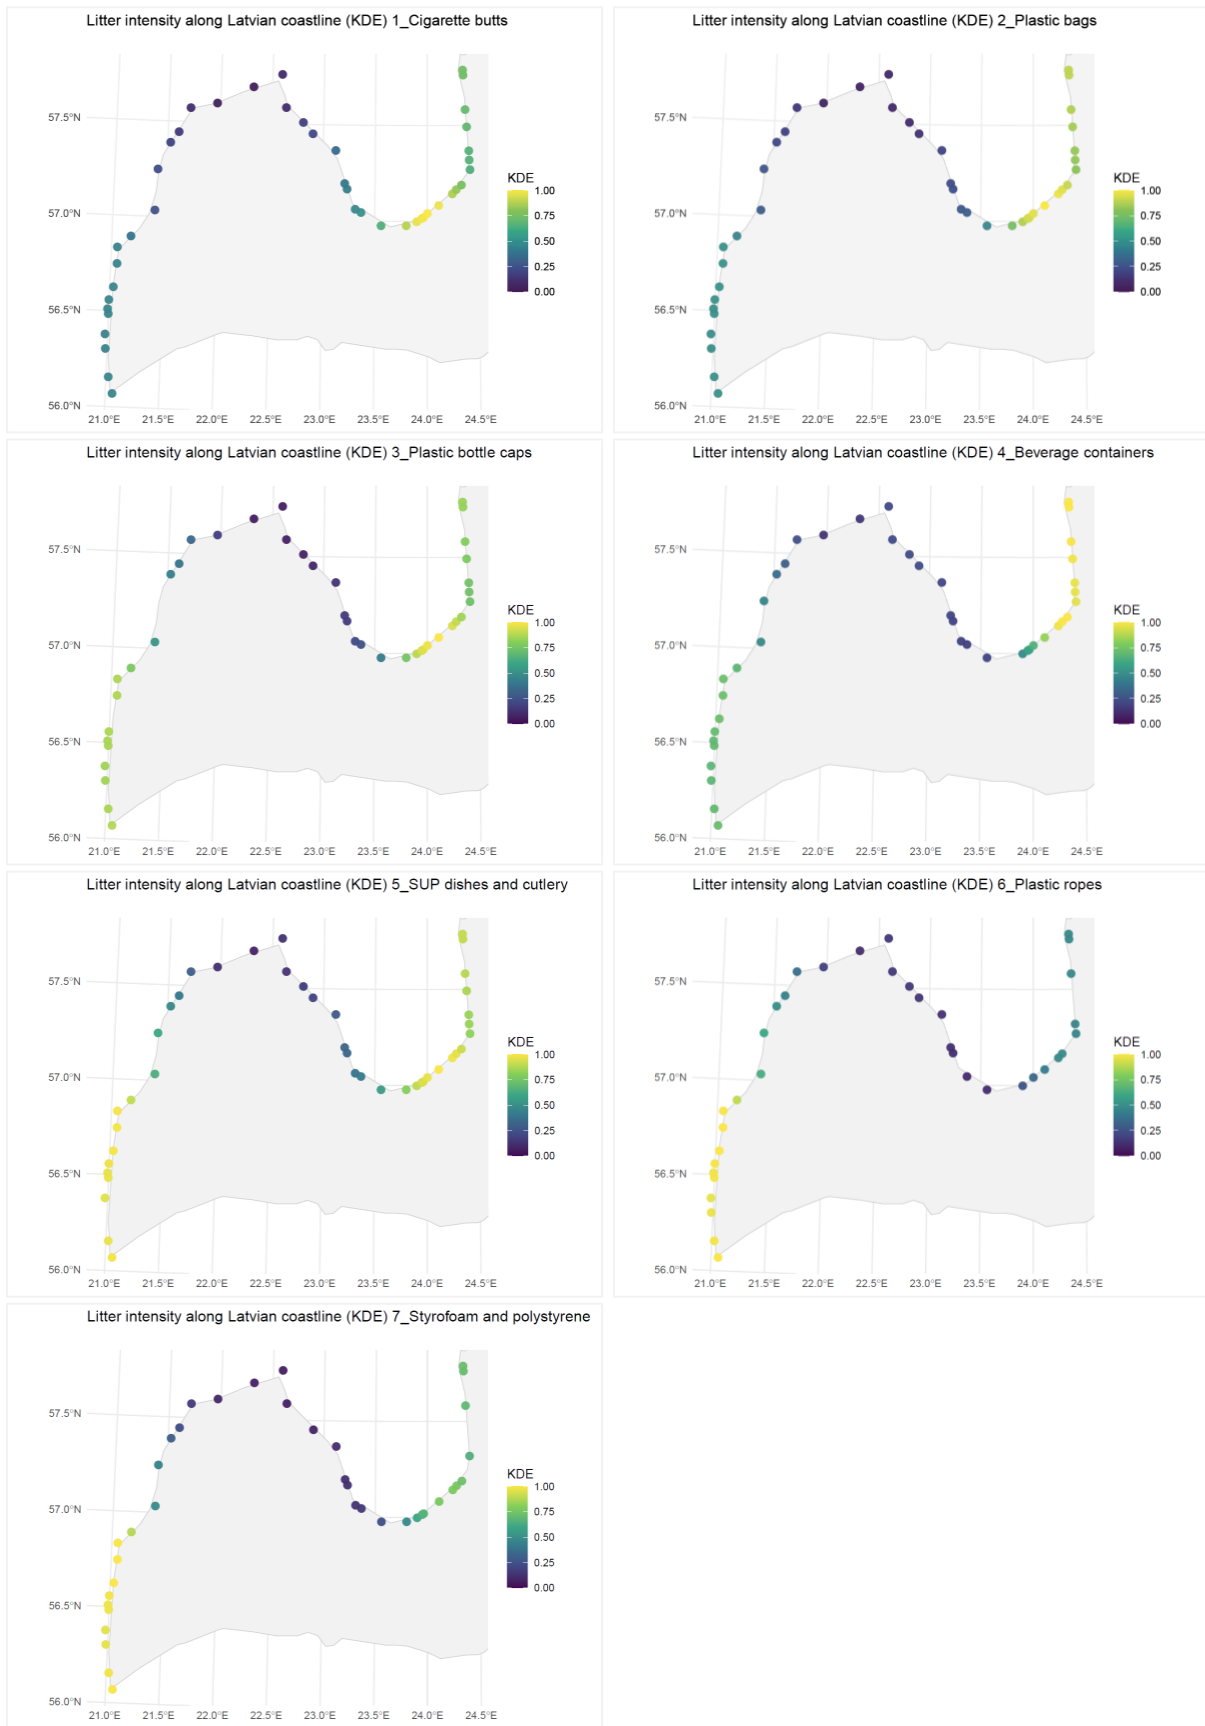 Litter intensity along Latvian coastline (KDE) 1_Cigarette butts
57.5°N
57.0°N
56.5°N
56.0°N
21.0°E 21.5°E 22.0°E 22.5°E 23.0°E 23.5°E 24.0°E 24.5°E
KDE
1.00
0.75
0.50
0.25
0.00
Litter intensity along Latvian coastline (KDE) 2_Plastic bags
57.5°N
57.0°N
56.5°N
56.0°N
21.0°E 21.5°E 22.0°E 22.5°E 23.0°E 23.5°E 24.0°E 24.5°E
KDE
1.00
0.75
0.50
0.25
0.00
Litter intensity along Latvian coastline (KDE) 3_Plastic bottle caps
57.5°N
57.0°N
56.5°N
56.0°N
21.0°E 21.5°E 22.0°E 22.5°E 23.0°E 23.5°E 24.0°E 24.5°E
KDE
1.00
0.75
0.50
0.25
0.00
Litter intensity along Latvian coastline (KDE) 4_Beverage containers
57.5°N
57.0°N
56.5°N
56.0°N
21.0°E 21.5°E 22.0°E 22.5°E 23.0°E 23.5°E 24.0°E 24.5°E
KDE
1.00
0.75
0.50
0.25
0.00
Litter intensity along Latvian coastline (KDE) 5_SUP dishes and cutlery
57.5°N
57.0°N
56.5°N
56.0°N
21.0°E 21.5°E 22.0°E 22.5°E 23.0°E 23.5°E 24.0°E 24.5°E
KDE
1.00
0.75
0.50
0.25
0.00
Litter intensity along Latvian coastline (KDE) 6_Plastic ropes
57.5°N
57.0°N
56.5°N
56.0°N
21.0°E 21.5°E 22.0°E 22.5°E 23.0°E 23.5°E 24.0°E 24.5°E
KDE
1.00
0.75
0.50
0.25
0.00
Litter intensity along Latvian coastline (KDE) 7_Styrofoam and polystyrene
57.5°N
57.0°N
56.5°N
56.0°N
21.0°E 21.5°E 22.0°E 22.5°E 23.0°E 23.5°E 24.0°E 24.5°E
KDE
1.00
0.75
0.50
0.25
0.00